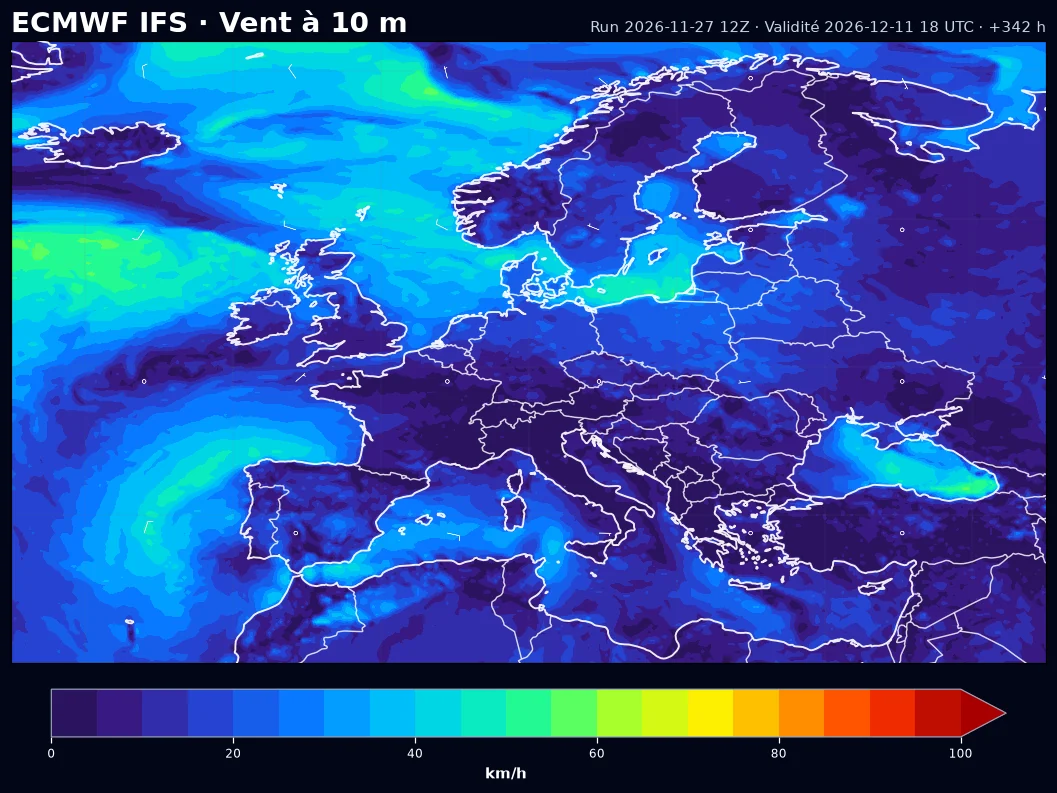 ECMWF IFS · Vent à 10 m
Run 2026-11-27 12Z · Validité 2026-12-11 18 UTC · +342 h
0 20 40 60 80 100
km/h